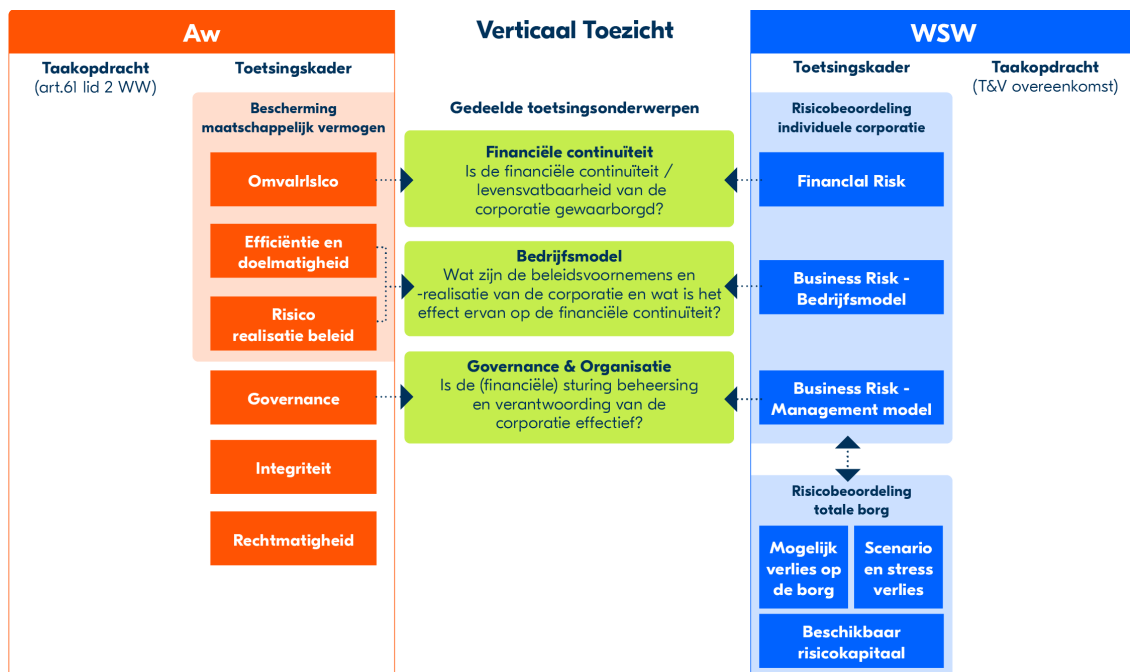 Aw
Verticaal Toezicht
WSW
Taakopdracht
(art.61 lid 2 WW)
Toetsingskader
Bescherming
maatschappelijk vermogen
OmvalrIsIco
Efficiëntie en
doelmatigheid
Risico
realisatie beleid
Governance
Integriteit
Rechtmatigheid
Gedeelde toetsingsonderwerpen
Financiële continuïteit
Is de financiële continuïteit /
levensvatbaarheid van de
corporatie gewaarborgd?
Bedrijfsmodel
Wat zijn de beleidsvoornemens en
-realisatie van de corporatie en wat is het
effect ervan op de financiële continuïteit?
Governance & Organisatie
Is de (financiële) sturing beheersing
en verantwoording van de
corporatie effectief?
Toetsingskader
Taakopdracht
(T&V overeenkomst)
Risicobeoordeling
individuele corporatie
FinancIal Risk
Business Risk -
Bedrijfsmodel
Business Risk -
Management model
Risicobeoordeling
totale borg
Mogelijk
verlies op
de borg
Scenario
en stress
verlies
Beschikbaar
risicokapitaal